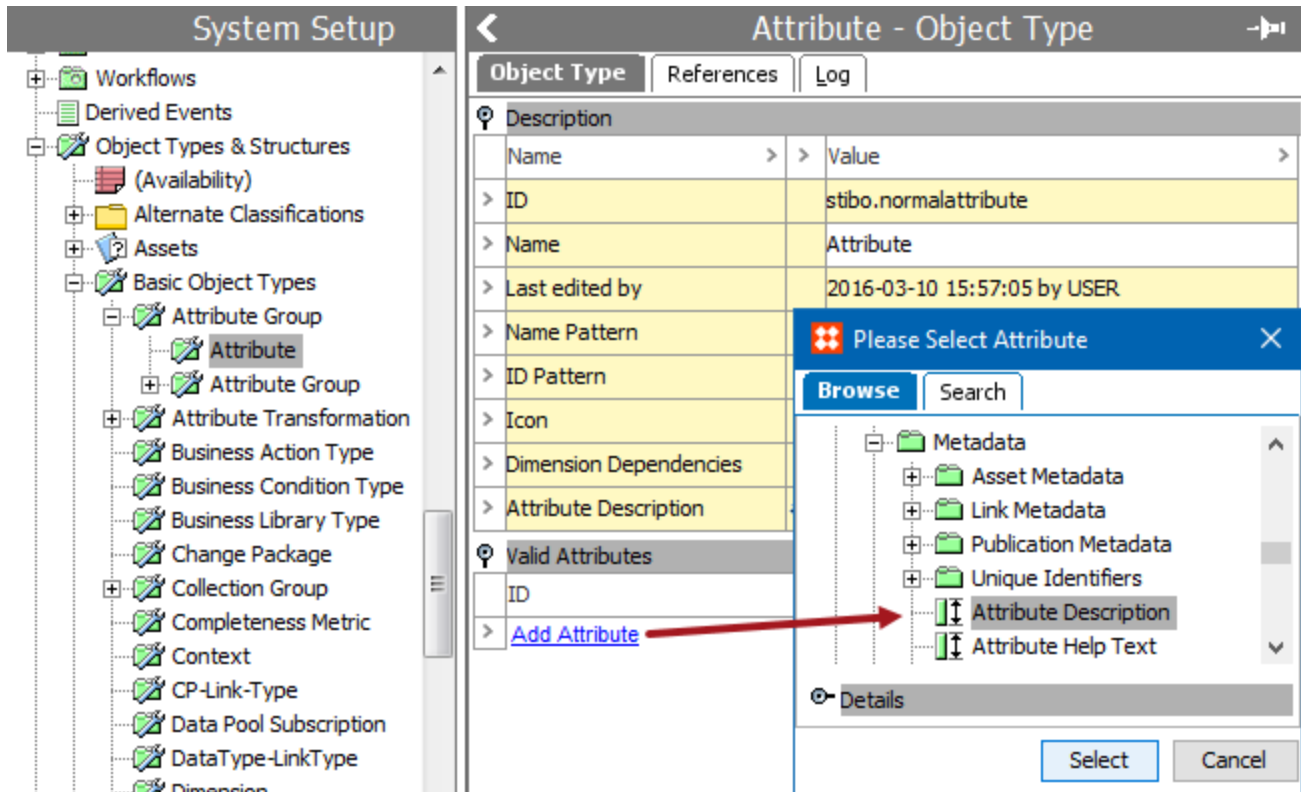 System Setup
Workflows
Derived Events
Object Types & Structures
(Availability)
Alternate Classifications
Assets
Basic Object Types
Attribute Group
Attribute
Attribute Group
Attribute Transformation
Business Action Type
Business Condition Type
Business Library Type
Change Package
Collection Group
Completeness Metric
Context
CP-Link-Type
Data Pool Subscription
DataType-LinkType
Dimension
Attribute - Object Type
Object Type References Log
Description
Name > > Value >
> ID stibo.normalattribute
> Name Attribute
> Last edited by 2016-03-10 15:57:05 by USER
> Name Pattern
> ID Pattern
> Icon
> Dimension Dependencies
> Attribute Description
Valid Attributes
ID
> Add Attribute
Please Select Attribute
Browse Search
Metadata
Asset Metadata
Link Metadata
Publication Metadata
Unique Identifiers
Attribute Description
Attribute Help Text
Details
Select Cancel